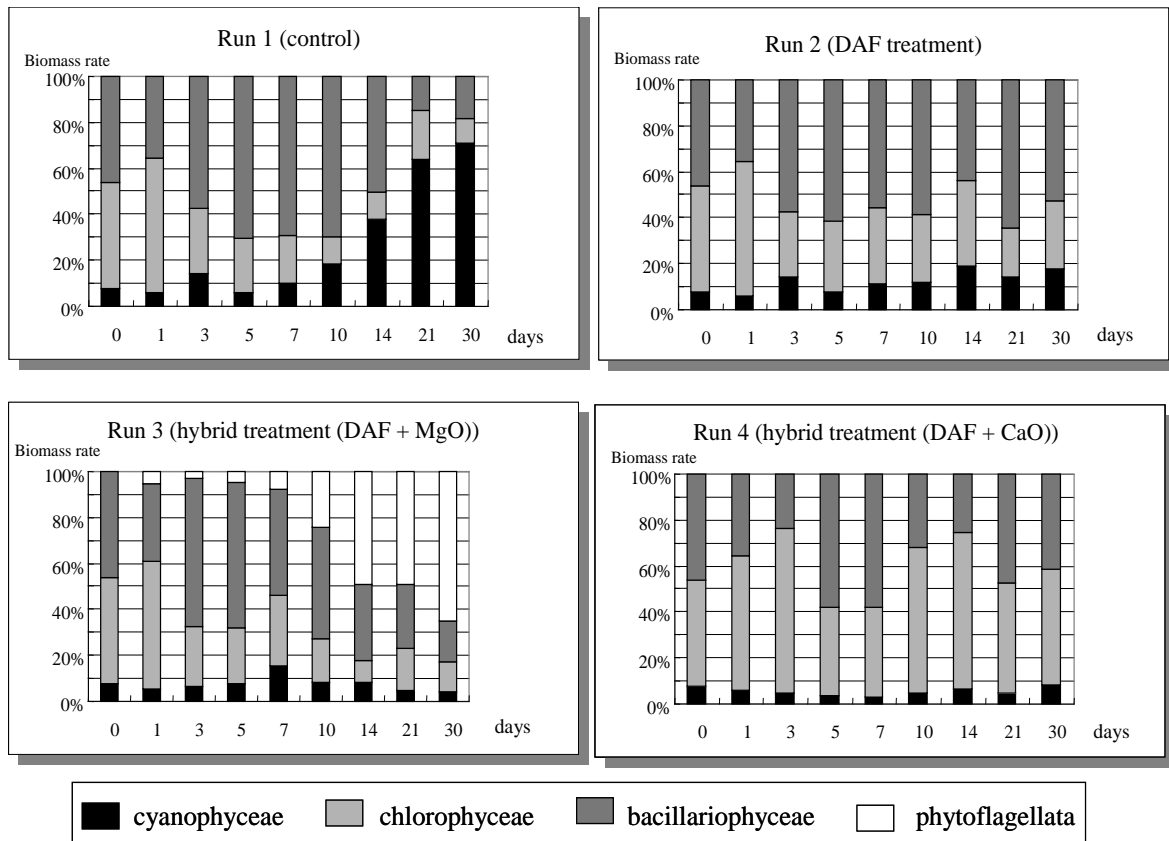 Run 1 (control)
Biomass rate
100%
80%
60%
40%
20%
0%
0 1 3 5 7 10 14 21 30 days
Run 2 (DAF treatment)
Biomass rate
100%
80%
60%
40%
20%
0%
0 1 3 5 7 10 14 21 30 days
Run 3 (hybrid treatment (DAF + MgO))
Biomass rate
100%
80%
60%
40%
20%
0%
0 1 3 5 7 10 14 21 30 days
Run 4 (hybrid treatment (DAF + CaO))
Biomass rate
100%
80%
60%
40%
20%
0%
0 1 3 5 7 10 14 21 30 days
cyanophyceae chlorophyceae bacillariophyceae phytoflagellata